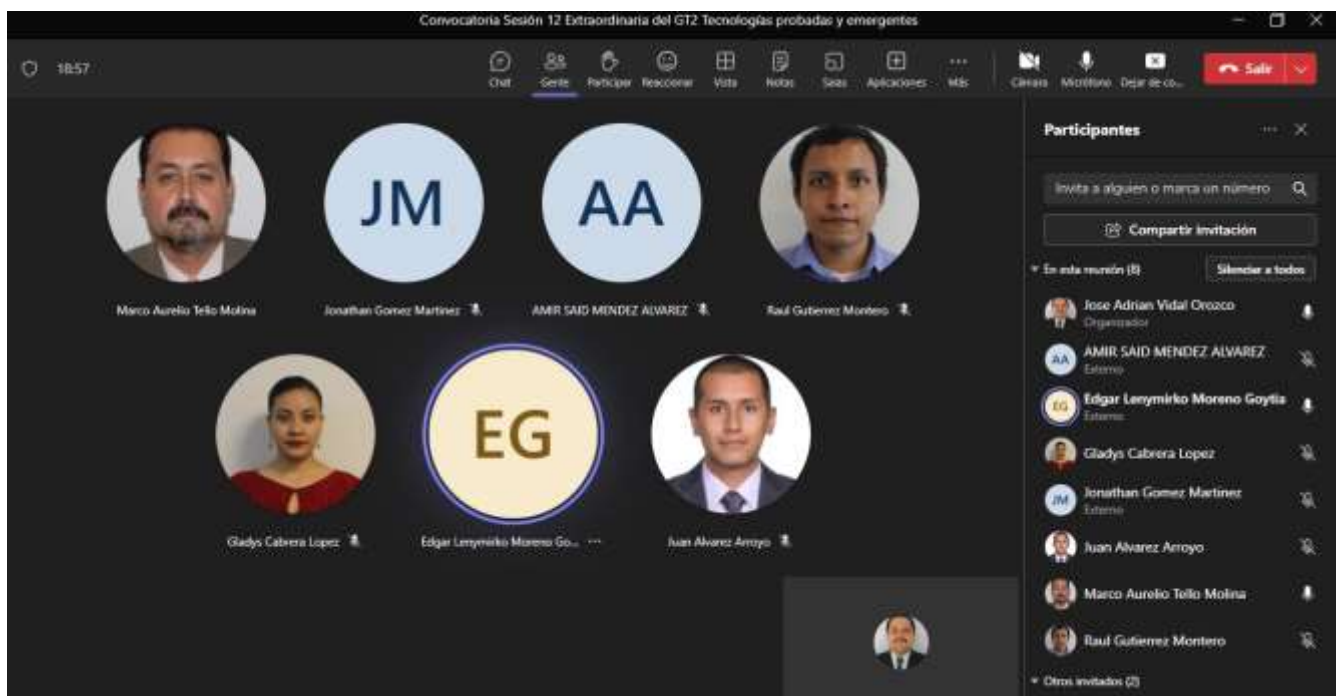 Convocatoria Sesión 12 Extraordinaria del GT2 Tecnologías probadas y emergentes
18:57
Chat Gente Participar Reaccionar Vista Notas Salas Aplicaciones Más Cámara Micrófono Dejar de co... Salir
Participantes
Invita a alguien o marca un número
Compartir invitación
En esta reunión (8) Silenciar a todos
Jose Adrian Vidal Orozco
Organizador
AA
AMIR SAID MENDEZ ALVAREZ
Externo
EG
Edgar Lenymirko Moreno Goytia
Externo
Gladys Cabrera Lopez
JM
Jonathan Gomez Martinez
Externo
Juan Alvarez Arroyo
Marco Aurelio Tello Molina
Raul Gutierrez Montero
Otros invitados (2)
JM AA
Marco Aurelio Tello Molina Jonathan Gomez Martinez AMIR SAID MENDEZ ALVAREZ Raul Gutierrez Montero
EG
Gladys Cabrera Lopez Edgar Lenymirko Moreno Go... Juan Alvarez Arroyo